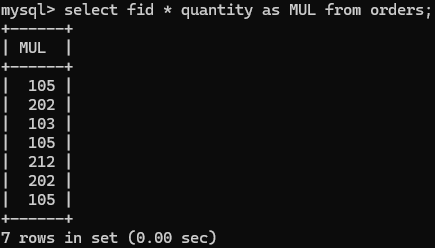 mysql> select fid * quantity as MUL from orders;
+------+
| MUL  |
+------+
|  105 |
|  202 |
|  103 |
|  105 |
|  212 |
|  202 |
|  105 |
+------+
7 rows in set (0.00 sec)